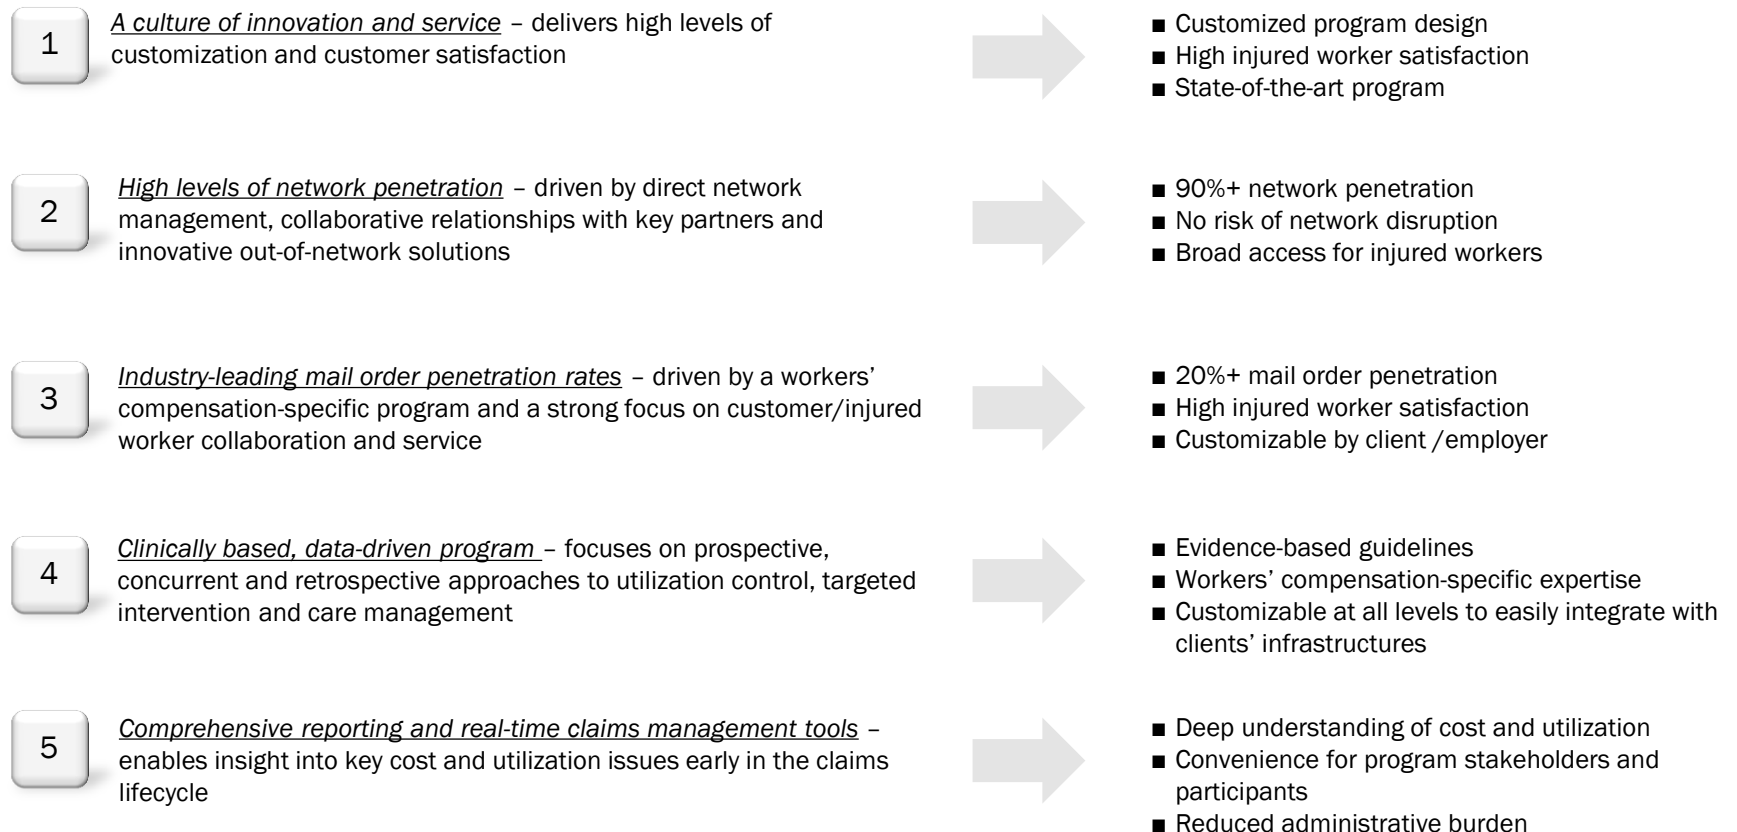 1
A culture of innovation and service – delivers high levels of
customization and customer satisfaction
■ Customized program design
■ High injured worker satisfaction
■ State-of-the-art program
2
High levels of network penetration – driven by direct network
management, collaborative relationships with key partners and
innovative out-of-network solutions
■ 90%+ network penetration
■ No risk of network disruption
■ Broad access for injured workers
3
Industry-leading mail order penetration rates – driven by a workers’
compensation-specific program and a strong focus on customer/injured
worker collaboration and service
■ 20%+ mail order penetration
■ High injured worker satisfaction
■ Customizable by client /employer
4
Clinically based, data-driven program – focuses on prospective,
concurrent and retrospective approaches to utilization control, targeted
intervention and care management
■ Evidence-based guidelines
■ Workers’ compensation-specific expertise
■ Customizable at all levels to easily integrate with
clients’ infrastructures
5
Comprehensive reporting and real-time claims management tools –
enables insight into key cost and utilization issues early in the claims
lifecycle
■ Deep understanding of cost and utilization
■ Convenience for program stakeholders and
participants
■ Reduced administrative burden